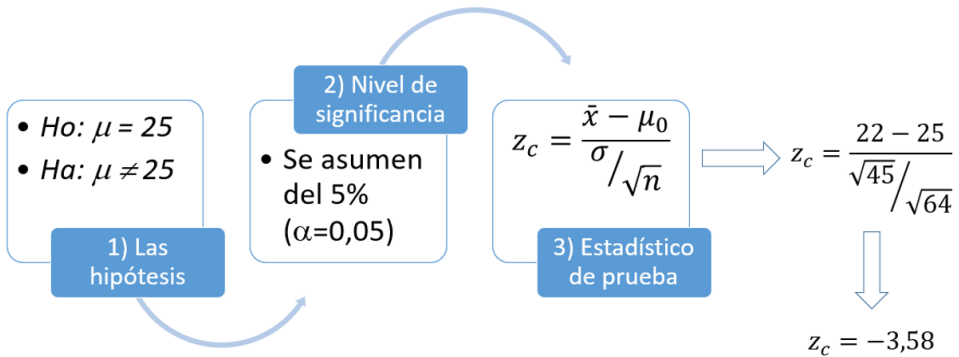 • Ho: μ = 25
• Ha: μ ≠ 25
1) Las
hipótesis
2) Nivel de
significancia
• Se asumen
del 5%
(α=0,05)
z_c = (x̄ − μ₀) / (σ/√n)
3) Estadístico
de prueba
z_c = (22 − 25) / (√45/√64)
z_c = −3,58